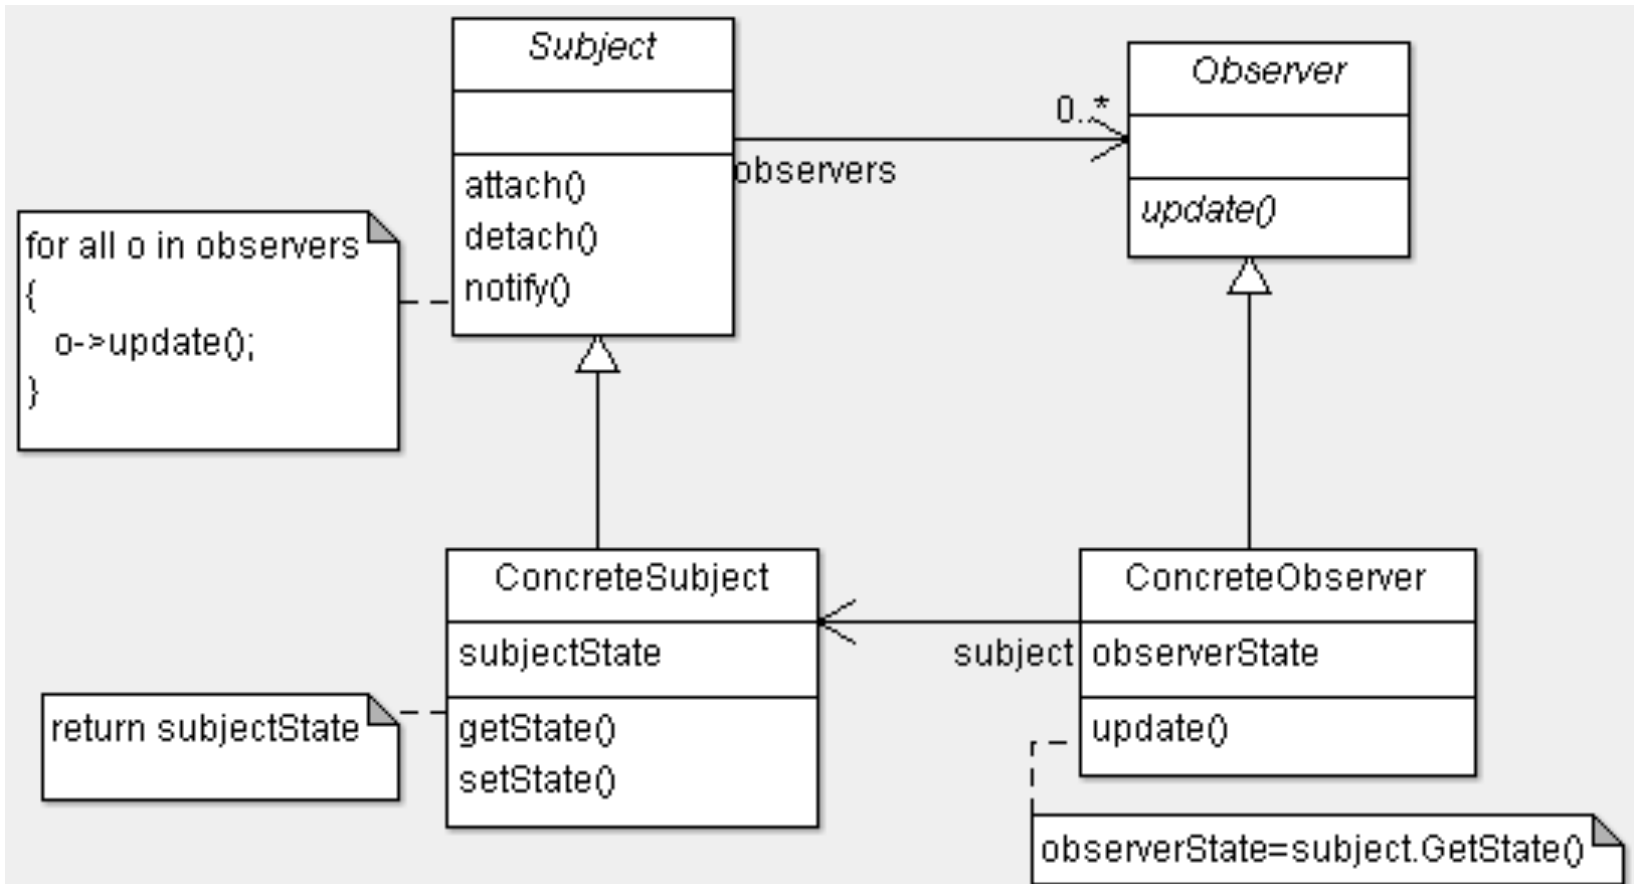 Subject
attach()
detach()
notify()
observers
0..*
Observer
update()
for all o in observers
{
o->update();
}
ConcreteSubject
subjectState
getState()
setState()
return subjectState
subject
ConcreteObserver
observerState
update()
observerState=subject.GetState()